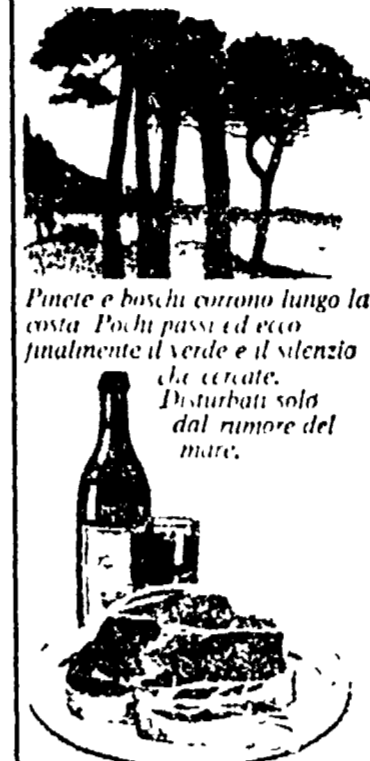 Pinete e boschi corrono lungo la
costa. Pochi passi ed ecco
finalmente il verde e il silenzio
che cercate.
Disturbati solo
dal rumore del
mare.